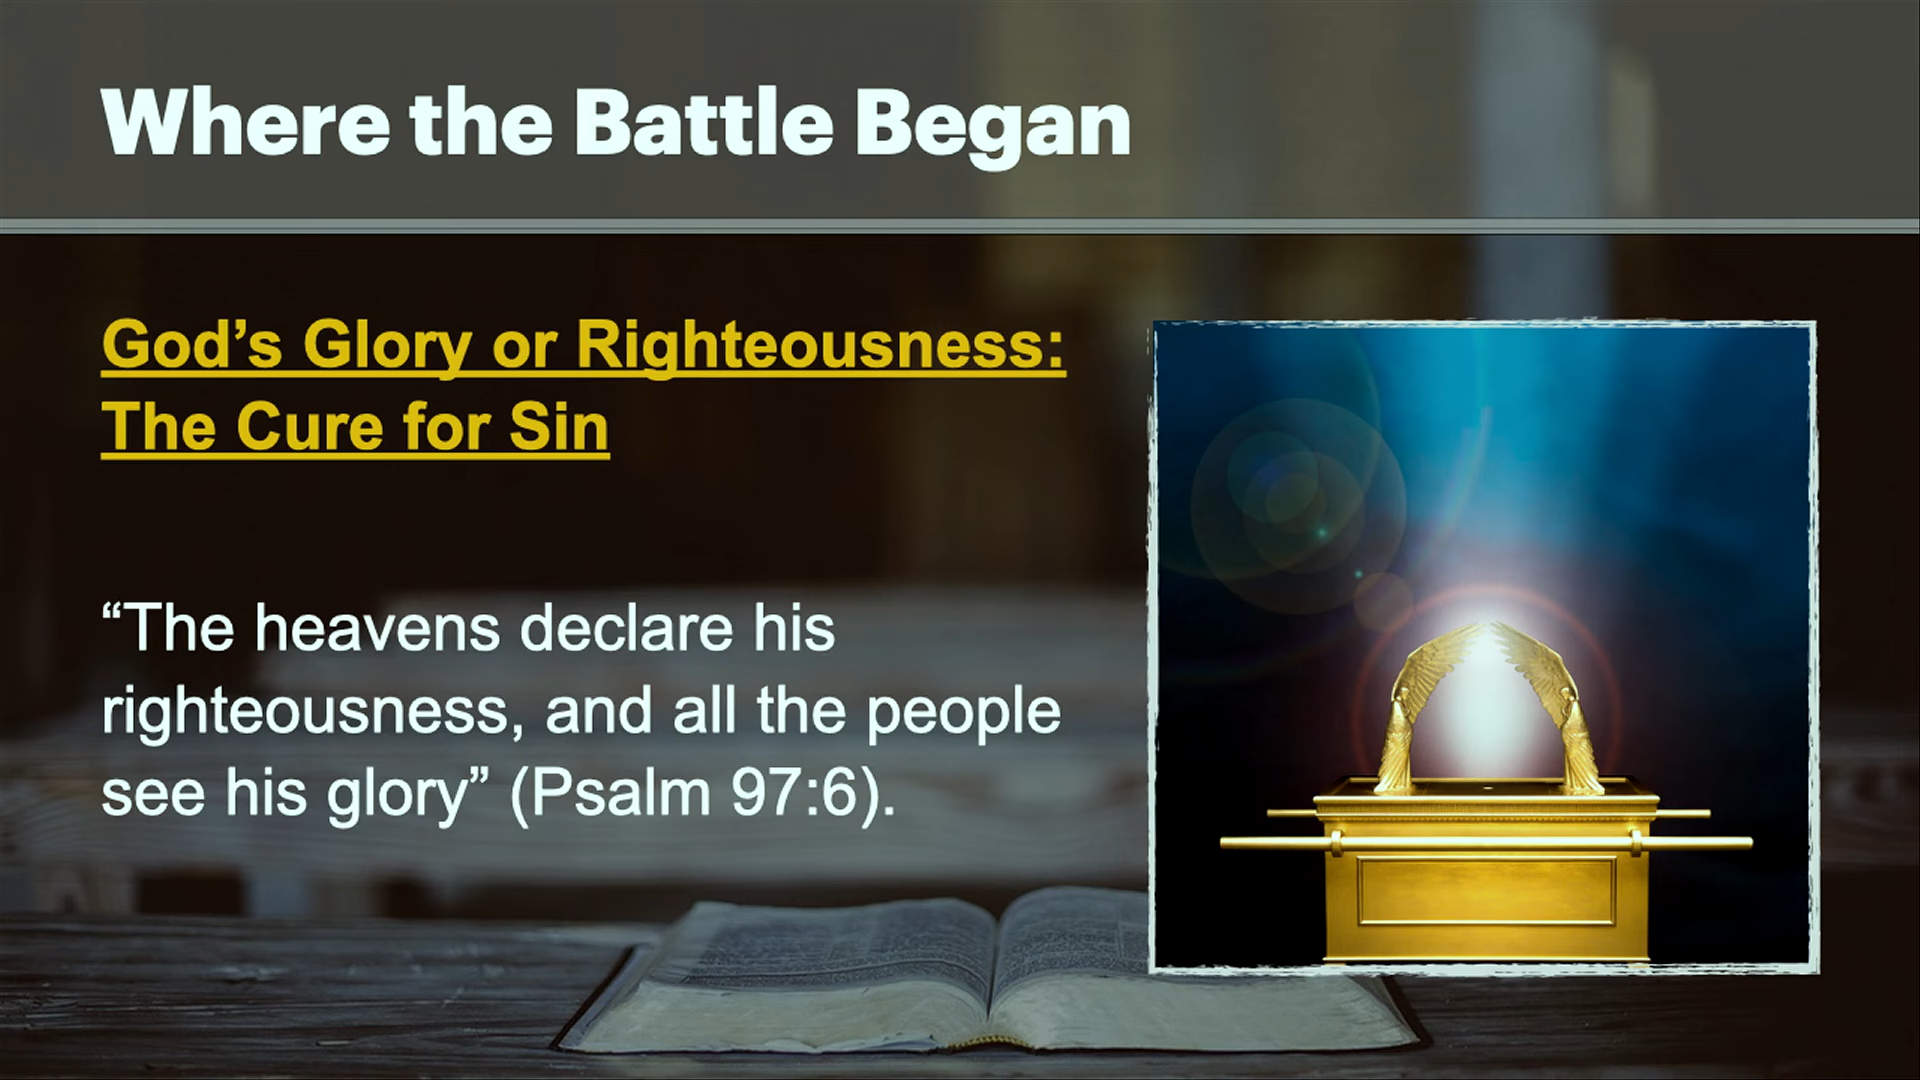 Where the Battle Began
God’s Glory or Righteousness:
The Cure for Sin
“The heavens declare his
righteousness, and all the people
see his glory” (Psalm 97:6).